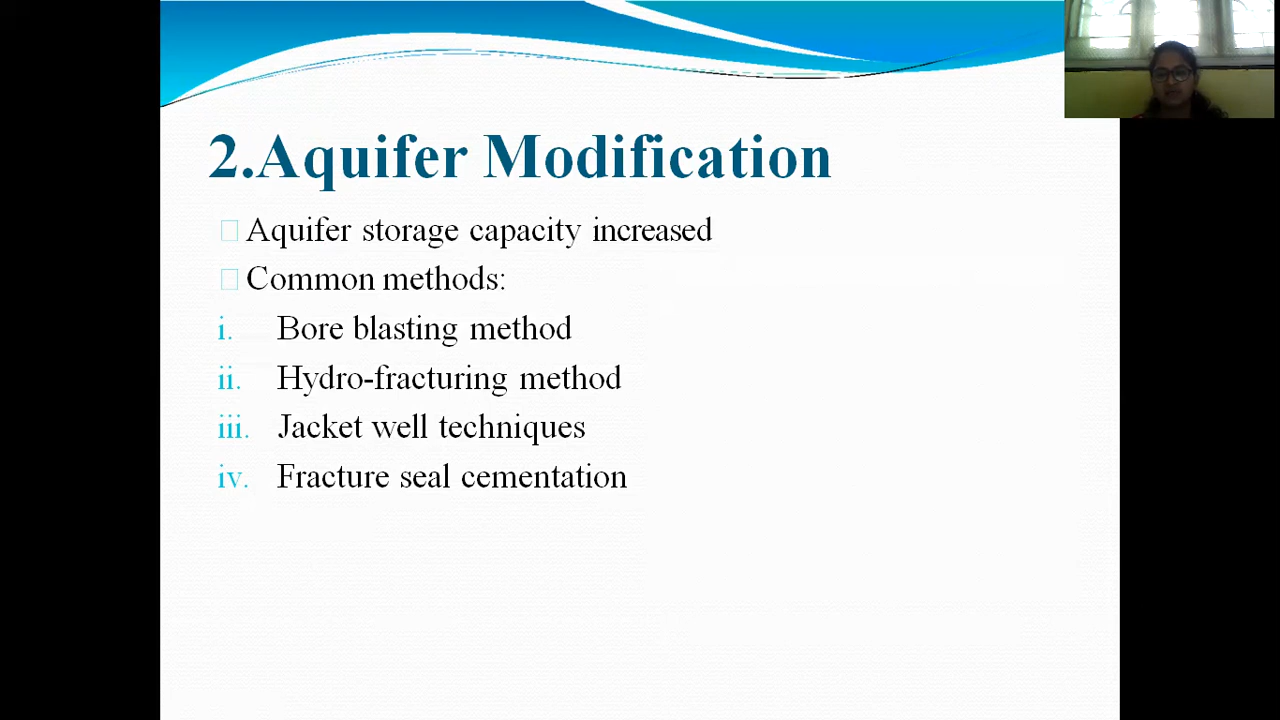 2.Aquifer Modification
Aquifer storage capacity increased
Common methods:
i. Bore blasting method
ii. Hydro-fracturing method
iii. Jacket well techniques
iv. Fracture seal cementation